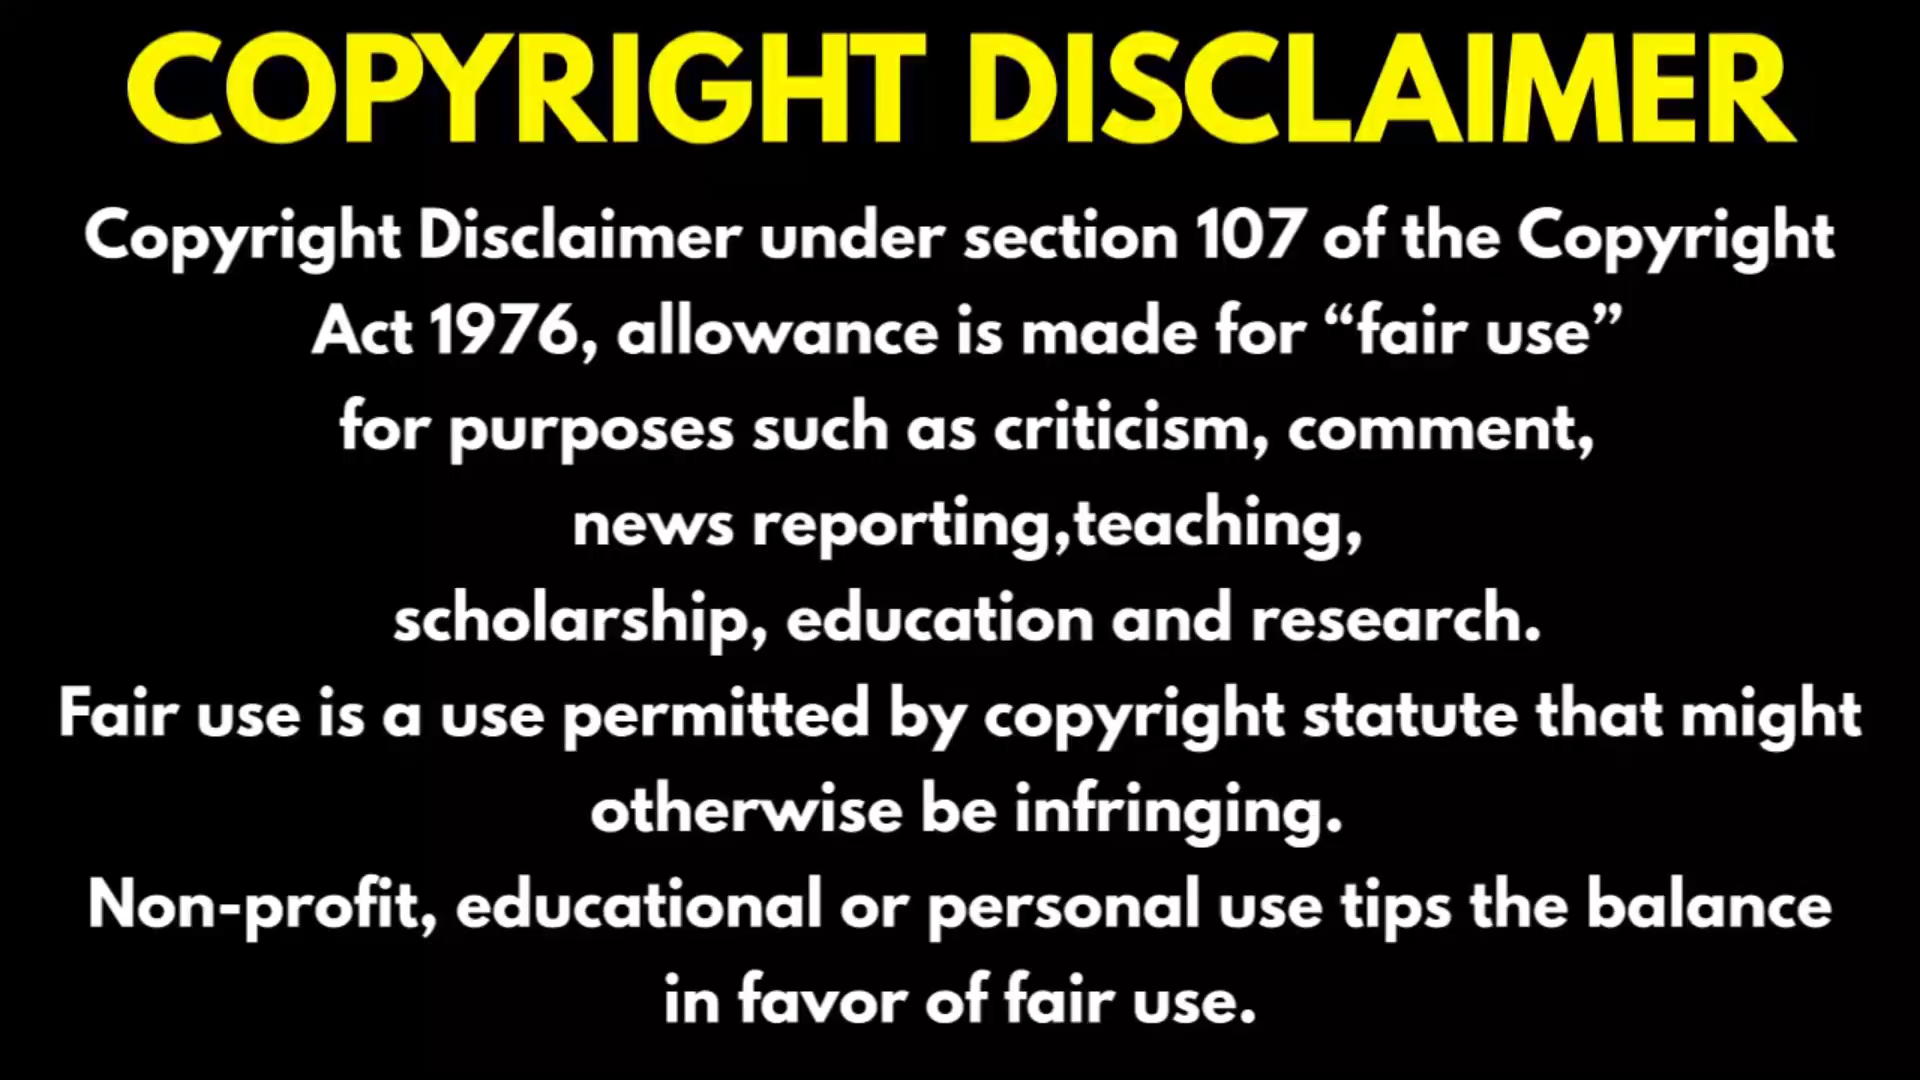 COPYRIGHT DISCLAIMER
Copyright Disclaimer under section 107 of the Copyright
Act 1976, allowance is made for “fair use”
for purposes such as criticism, comment,
news reporting,teaching,
scholarship, education and research.
Fair use is a use permitted by copyright statute that might
otherwise be infringing.
Non-profit, educational or personal use tips the balance
in favor of fair use.